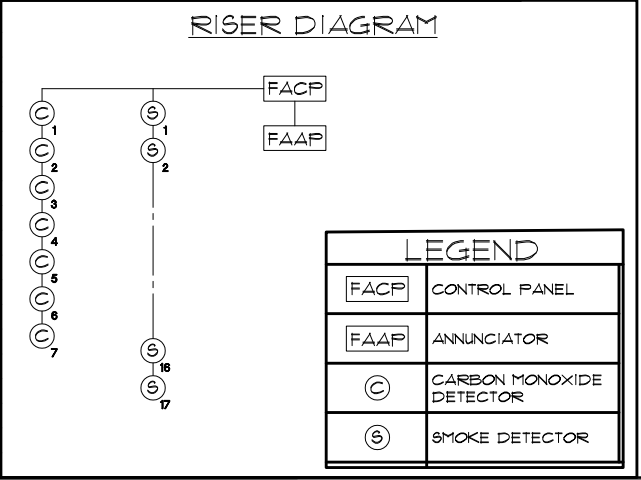 RISER DIAGRAM
FACP
C S
1 1
FAAP
C S
2 2
C
3
C
4
C
5
C
6
C
7
S
16
S
17
LEGEND
FACP CONTROL PANEL
FAAP ANNUNCIATOR
C CARBON MONOXIDE
DETECTOR
S SMOKE DETECTOR